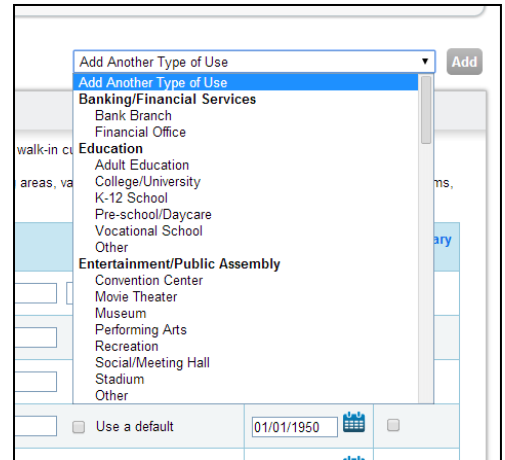 Add Another Type of Use
Add
Add Another Type of Use
Banking/Financial Services
Bank Branch
Financial Office
walk-in cu
Education
Adult Education
areas, va
College/University
ms,
K-12 School
Pre-school/Daycare
Vocational School
Other
ary
Entertainment/Public Assembly
Convention Center
Movie Theater
Museum
Performing Arts
Recreation
Social/Meeting Hall
Stadium
Other
Use a default
01/01/1950